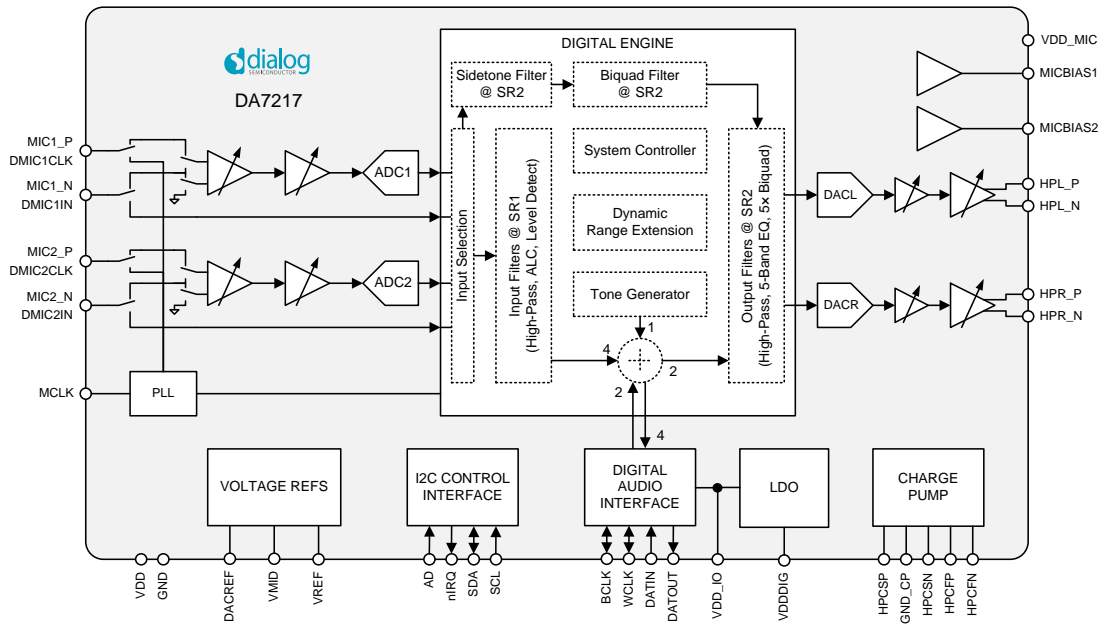 DIGITAL ENGINE
dialog
SEMICONDUCTOR
DA7217
Sidetone Filter
@ SR2
Biquad Filter
@ SR2
VDD_MIC
MICBIAS1
MICBIAS2
MIC1_P
DMIC1CLK
MIC1_N
DMIC1IN
MIC2_P
DMIC2CLK
MIC2_N
DMIC2IN
MCLK
PLL
ADC1
ADC2
Input Selection
Input Filters @ SR1
(High-Pass, ALC, Level Detect)
System Controller
Dynamic
Range Extension
Tone Generator
1
4
2
2
4
Output Filters @ SR2
(High-Pass, 5-Band EQ, 5x Biquad)
DACL
DACR
HPL_P
HPL_N
HPR_P
HPR_N
VOLTAGE REFS
I2C CONTROL
INTERFACE
DIGITAL
AUDIO
INTERFACE
LDO
CHARGE
PUMP
VDD
GND
DACREF
VMID
VREF
AD
nIRQ
SDA
SCL
BCLK
WCLK
DATIN
DATOUT
VDD_IO
VDDDIG
HPCSP
GND_CP
HPCSN
HPCFP
HPCFN